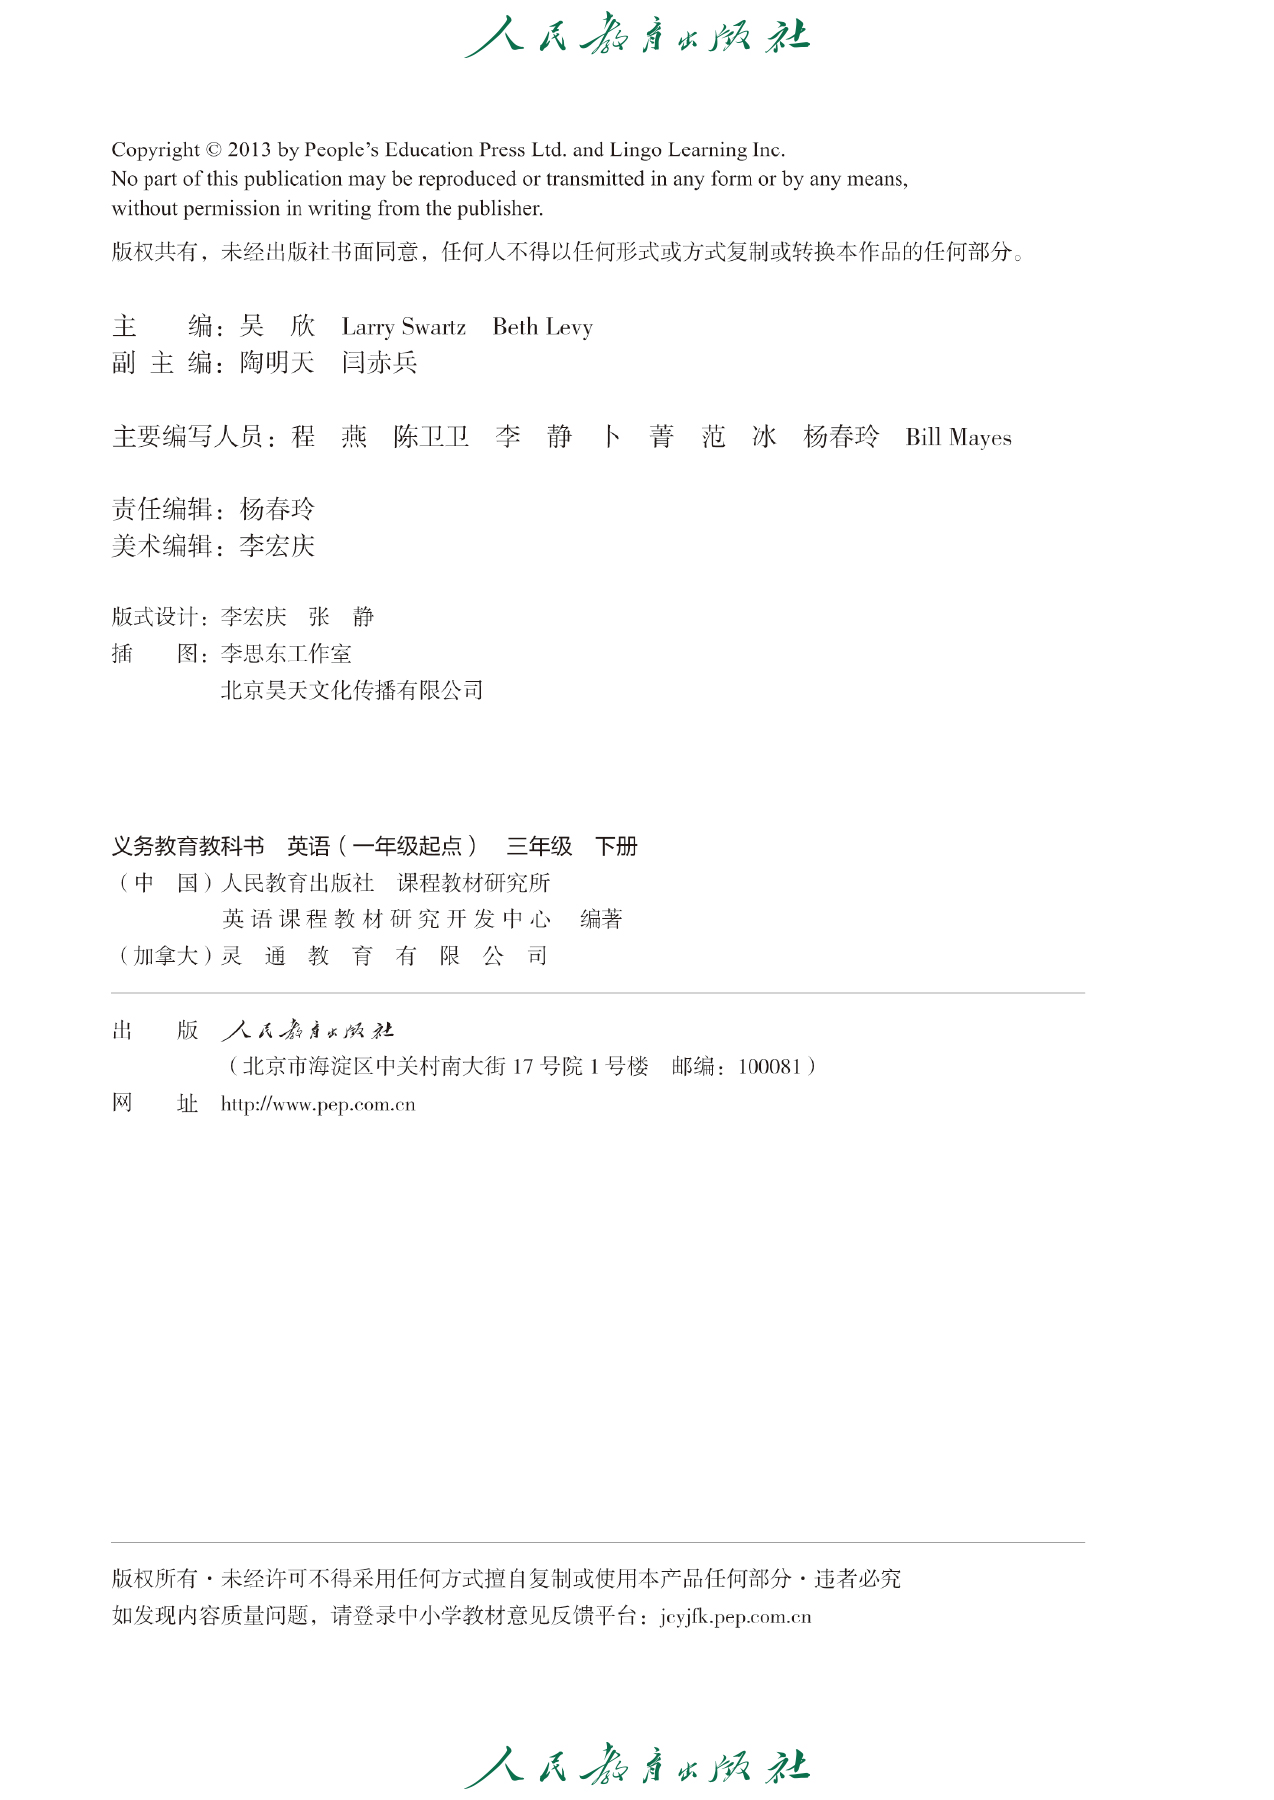 人民教育出版社
Copyright © 2013 by People's Education Press Ltd. and Lingo Learning Inc.
No part of this publication may be reproduced or transmitted in any form or by any means,
without permission in writing from the publisher.
版权共有，未经出版社书面同意，任何人不得以任何形式或方式复制或转换本作品的任何部分。
主　　编：吴　欣　Larry Swartz　Beth Levy
副 主 编：陶明天　闫赤兵
主要编写人员：程　燕　陈卫卫　李　静　卜　菁　范　冰　杨春玲　Bill Mayes
责任编辑：杨春玲
美术编辑：李宏庆
版式设计：李宏庆　张　静
插　　图：李思东工作室
北京昊天文化传播有限公司
义务教育教科书　英语（一年级起点）　三年级　下册
（中　国）人民教育出版社　课程教材研究所
英语课程教材研究开发中心　编著
（加拿大）灵　通　教　育　有　限　公　司
出　　版　人民教育出版社
（北京市海淀区中关村南大街 17 号院 1 号楼　邮编：100081）
网　　址　http://www.pep.com.cn
版权所有·未经许可不得采用任何方式擅自复制或使用本产品任何部分·违者必究
如发现内容质量问题，请登录中小学教材意见反馈平台：jcyjfk.pep.com.cn
人民教育出版社